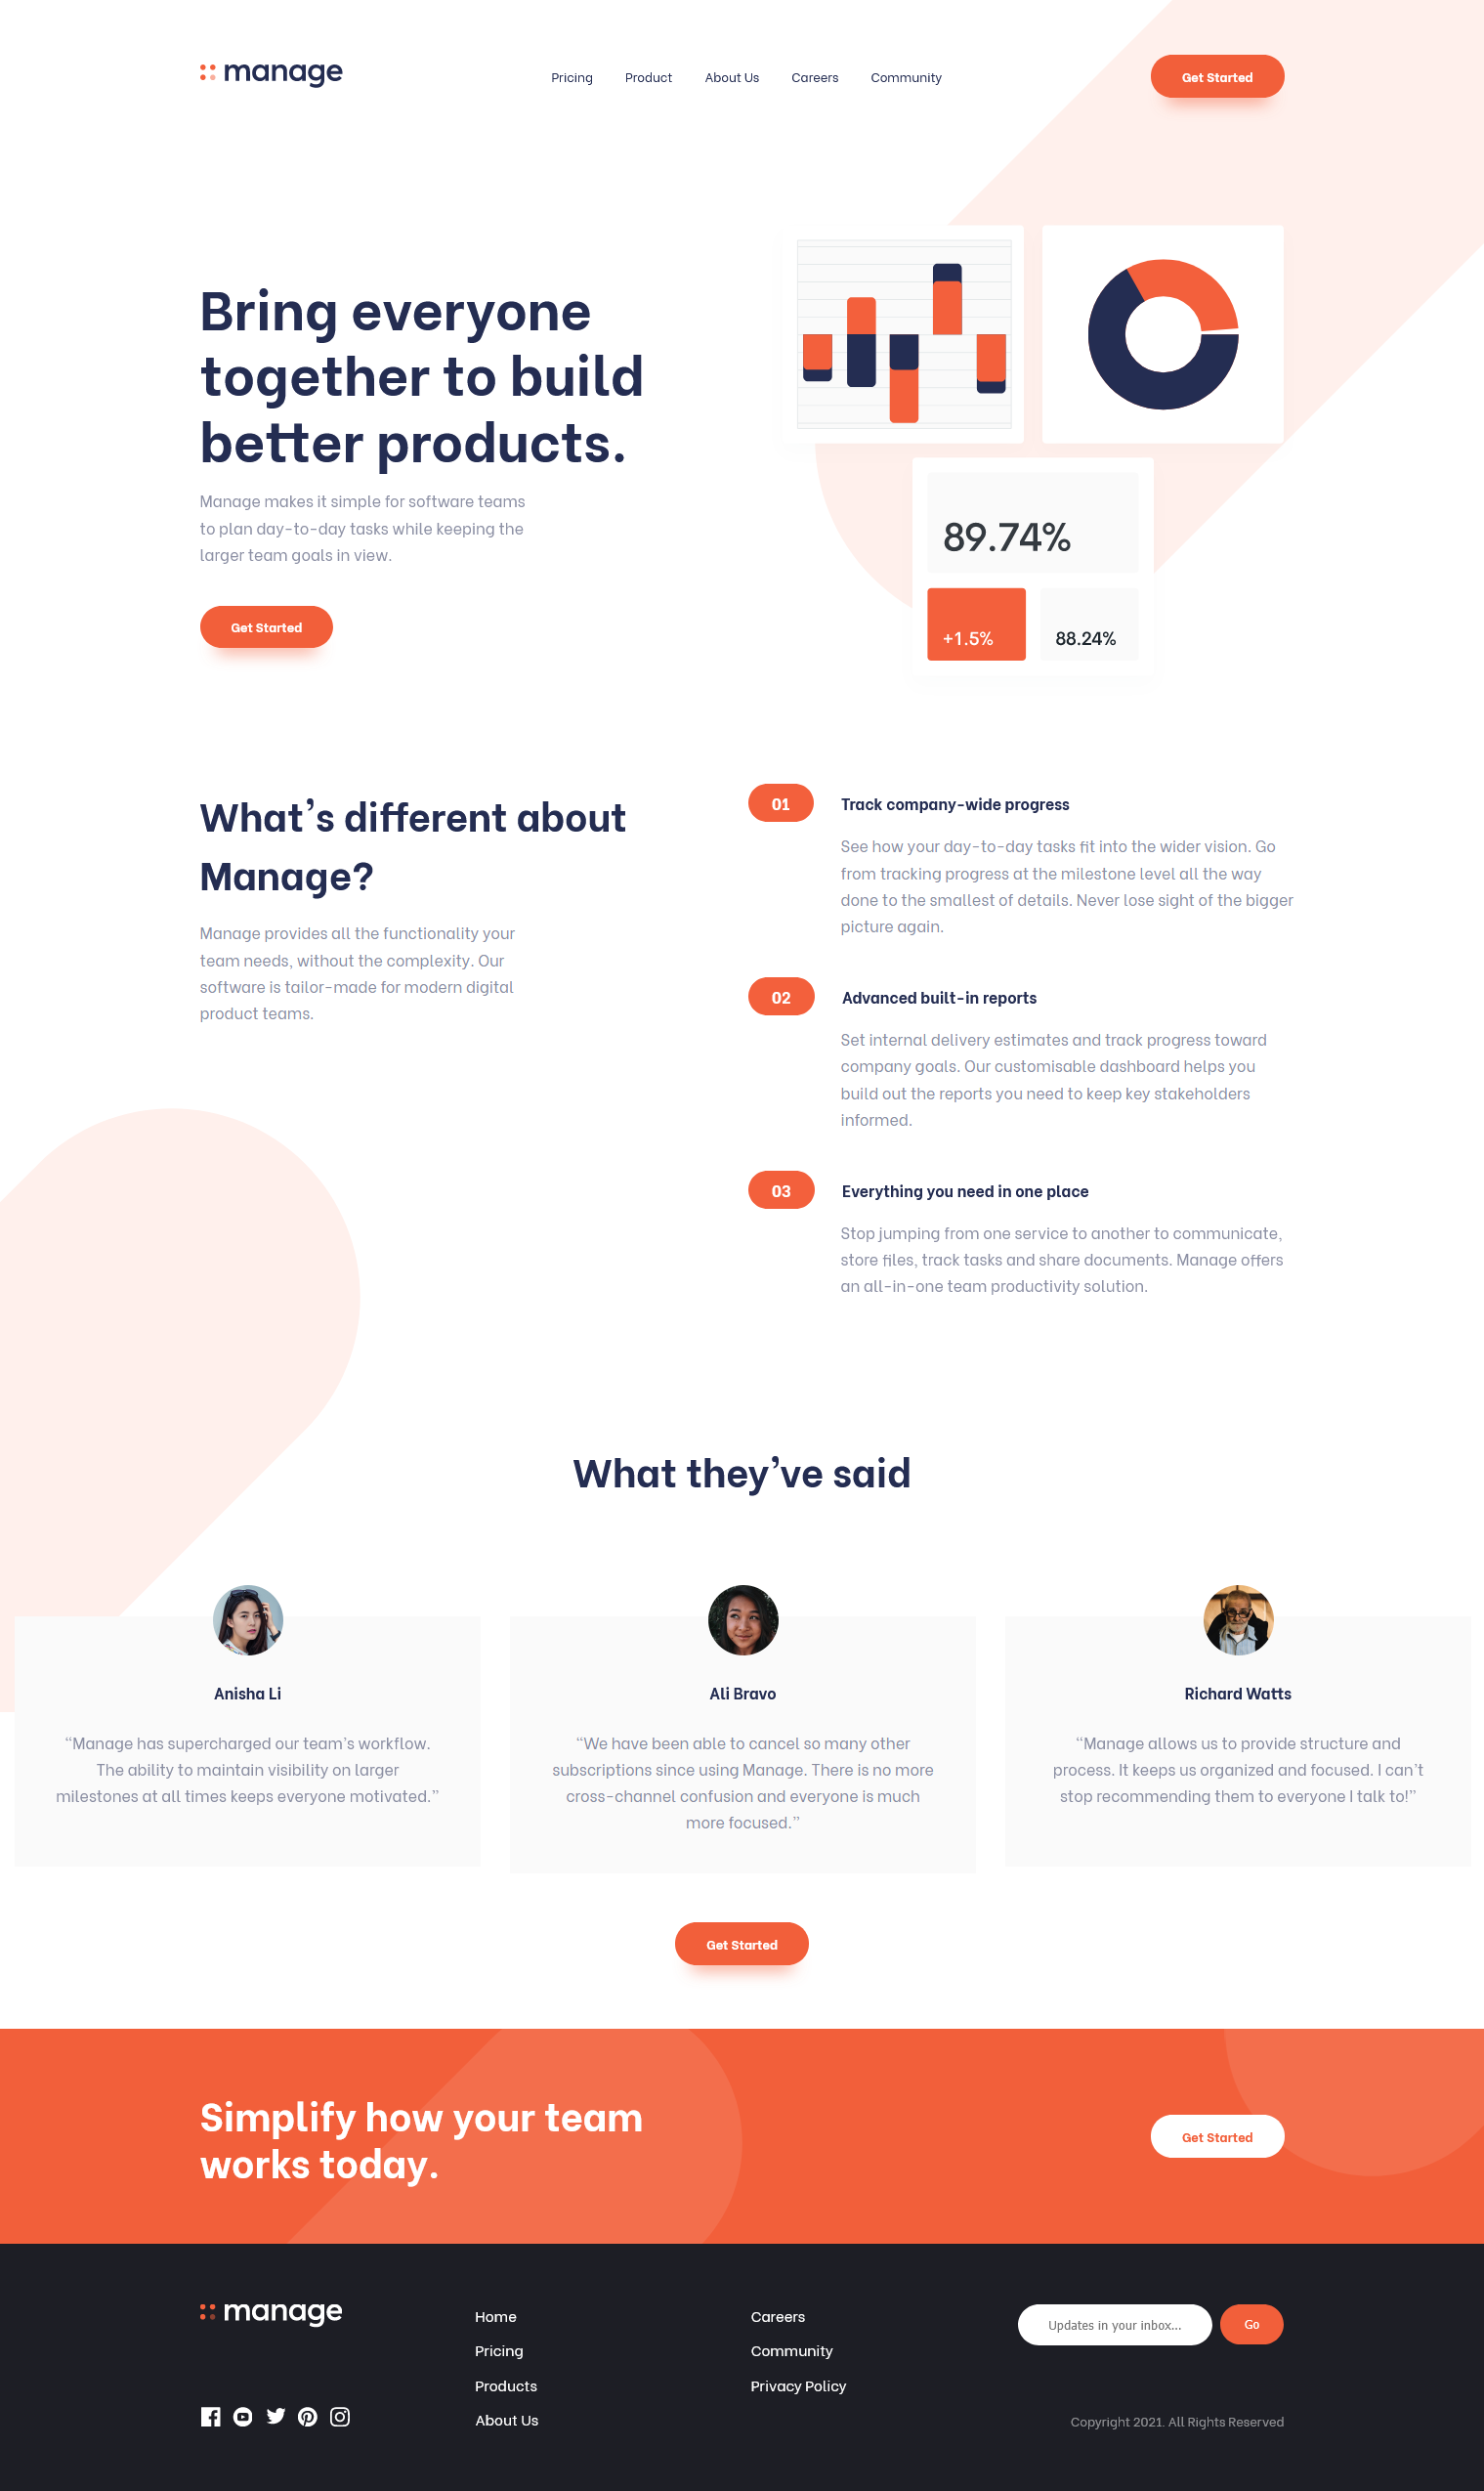 manage
Pricing
Product
About Us
Careers
Community
Get Started
Bring everyone
together to build
better products.
Manage makes it simple for software teams
to plan day-to-day tasks while keeping the
larger team goals in view.
Get Started
89.74%
+1.5%
88.24%
What's different about
Manage?
Manage provides all the functionality your
team needs, without the complexity. Our
software is tailor-made for modern digital
product teams.
01
Track company-wide progress
See how your day-to-day tasks fit into the wider vision. Go
from tracking progress at the milestone level all the way
done to the smallest of details. Never lose sight of the bigger
picture again.
02
Advanced built-in reports
Set internal delivery estimates and track progress toward
company goals. Our customisable dashboard helps you
build out the reports you need to keep key stakeholders
informed.
03
Everything you need in one place
Stop jumping from one service to another to communicate,
store files, track tasks and share documents. Manage offers
an all-in-one team productivity solution.
What they've said
Anisha Li
“Manage has supercharged our team's workflow.
The ability to maintain visibility on larger
milestones at all times keeps everyone motivated.”
Ali Bravo
“We have been able to cancel so many other
subscriptions since using Manage. There is no more
cross-channel confusion and everyone is much
more focused.”
Richard Watts
“Manage allows us to provide structure and
process. It keeps us organized and focused. I can't
stop recommending them to everyone I talk to!”
Get Started
Simplify how your team
works today.
Get Started
manage
Home
Pricing
Products
About Us
Careers
Community
Privacy Policy
Updates in your inbox...
Go
Copyright 2021. All Rights Reserved